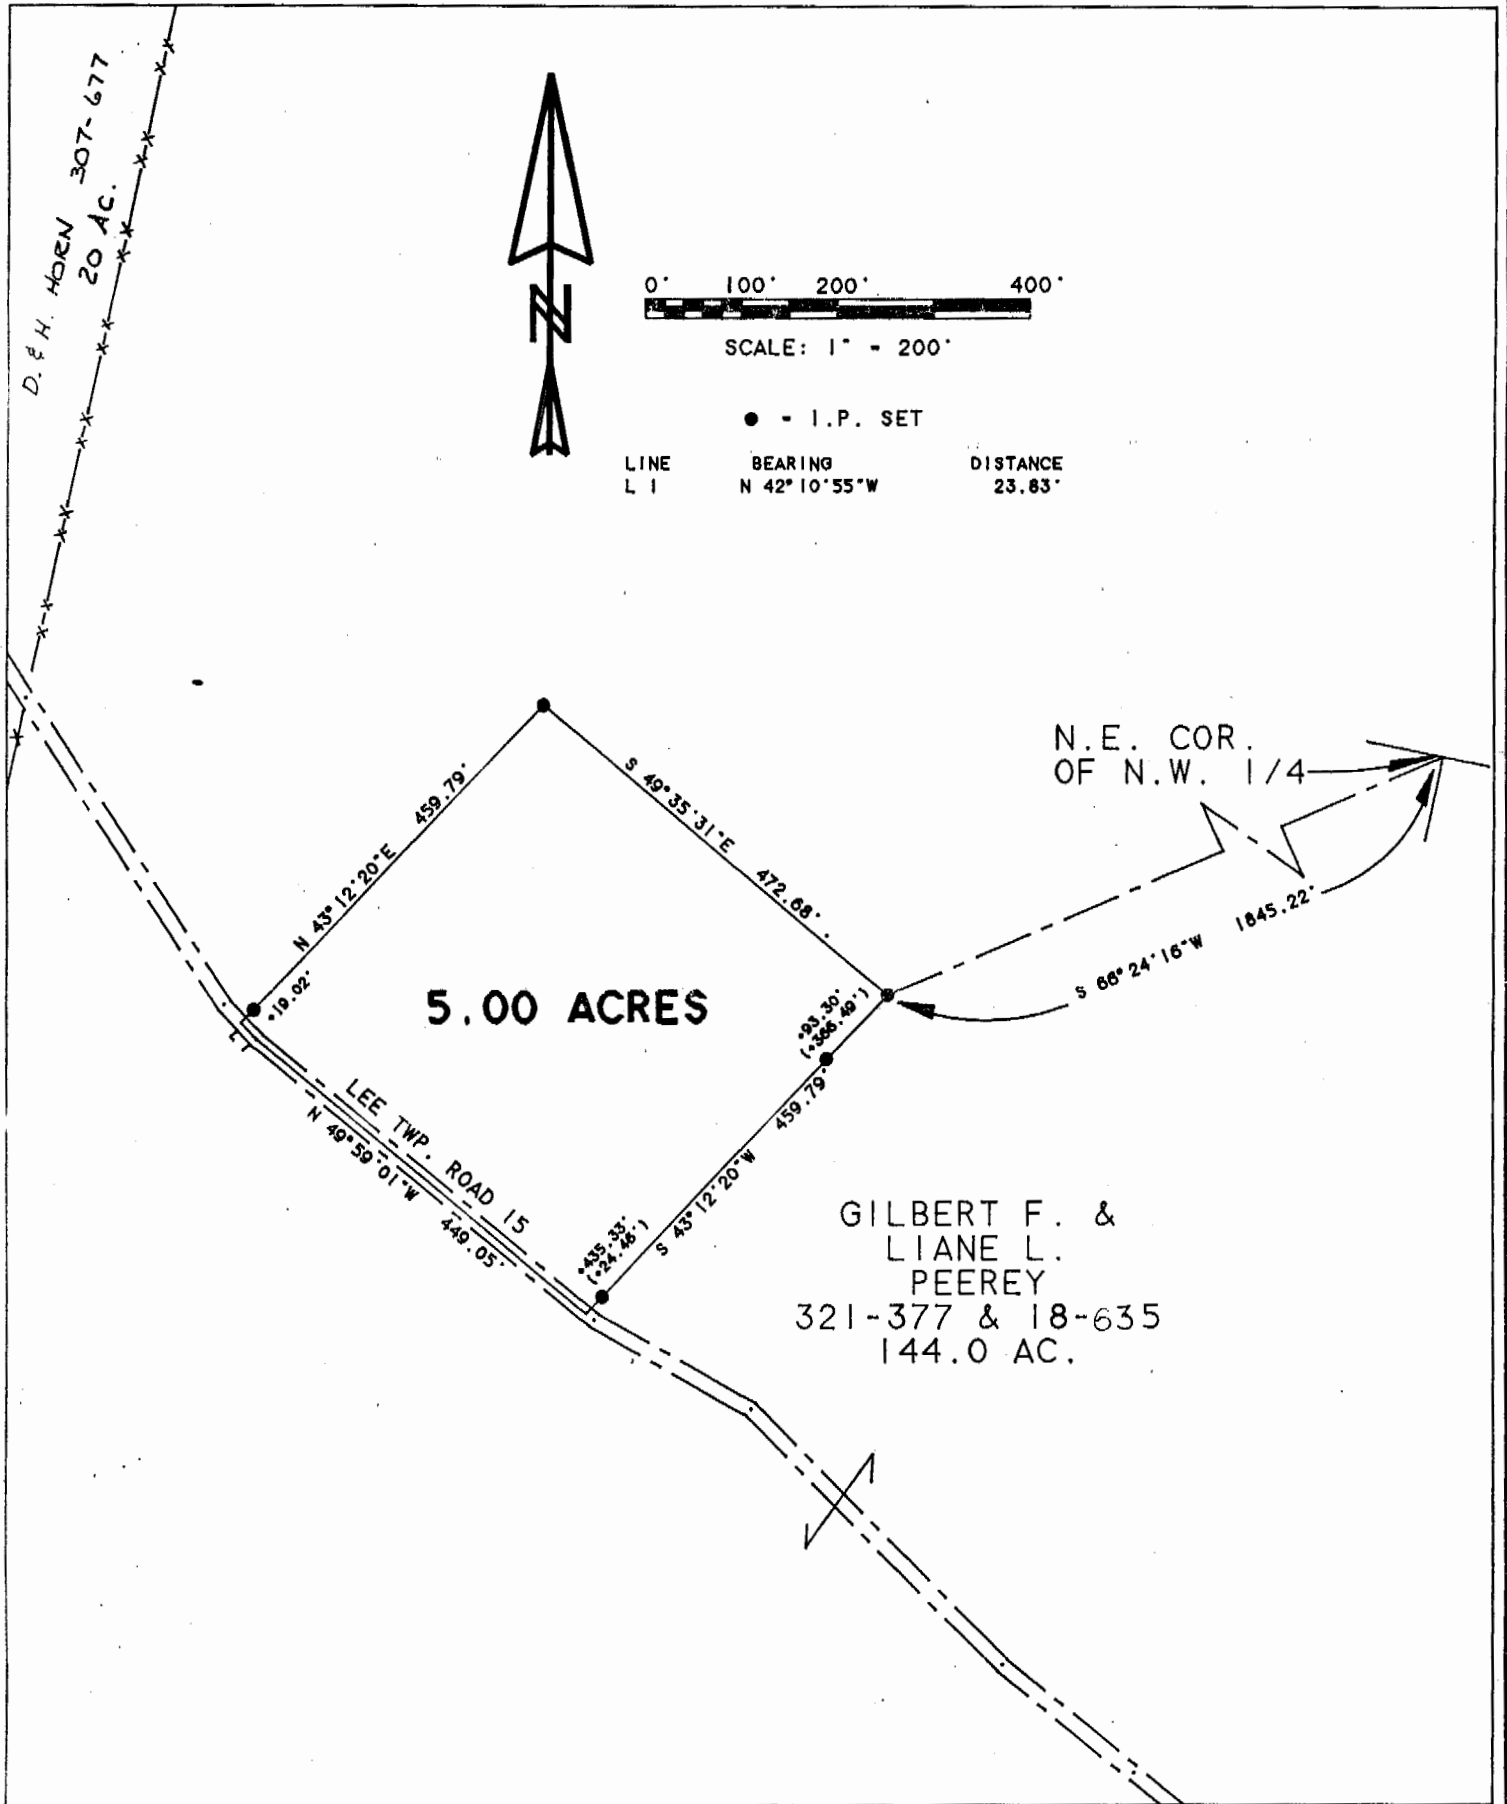 D. & H. HORN 307-677
20 AC.
N
0' 100' 200' 400'
SCALE: 1" - 200'
● - I.P. SET
LINE BEARING DISTANCE
L 1 N 42°10'55"W 23.83'
N.E. COR.
OF N.W. 1/4
N 43°12'20"E 459.79'
S 49°35'31"E 472.68'
S 66°24'16"W 1845.22'
+19.02'
5.00 ACRES
+93.30'
(+366.49')
L 1
LEE TWP. ROAD 15
N 49°59'01"W 449.05'
S 43°12'20"W 459.79'
+435.33'
(+24.46')
GILBERT F. &
LIANE L.
PEEREY
321-377 & 18-635
144.0 AC.